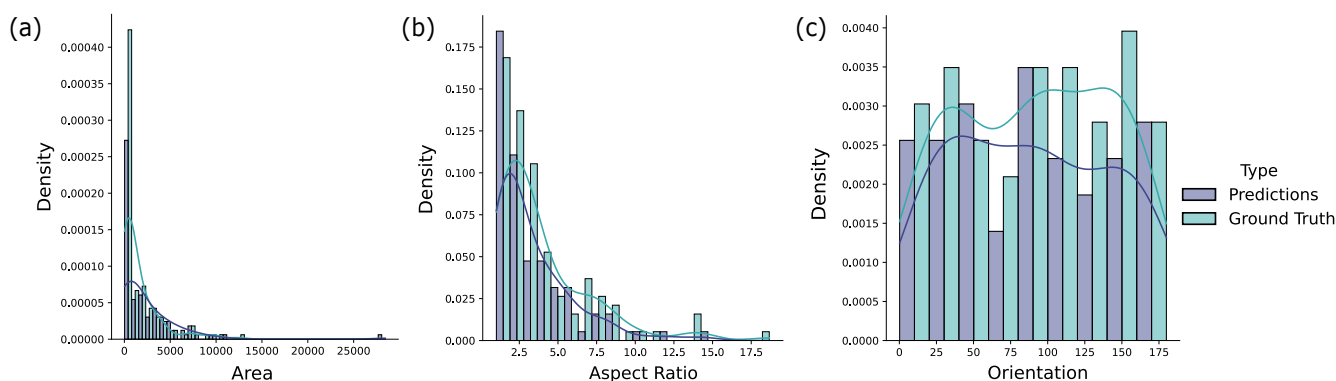 (a)
0.00040
0.00035
0.00030
0.00025
0.00020
0.00015
0.00010
0.00005
0.00000
Density
0 5000 10000 15000 20000 25000
Area
(b)
0.175
0.150
0.125
0.100
0.075
0.050
0.025
0.000
Density
2.5 5.0 7.5 10.0 12.5 15.0 17.5
Aspect Ratio
(c)
0.0040
0.0035
0.0030
0.0025
0.0020
0.0015
0.0010
0.0005
0.0000
Density
0 25 50 75 100 125 150 175
Orientation
Type
Predictions
Ground Truth